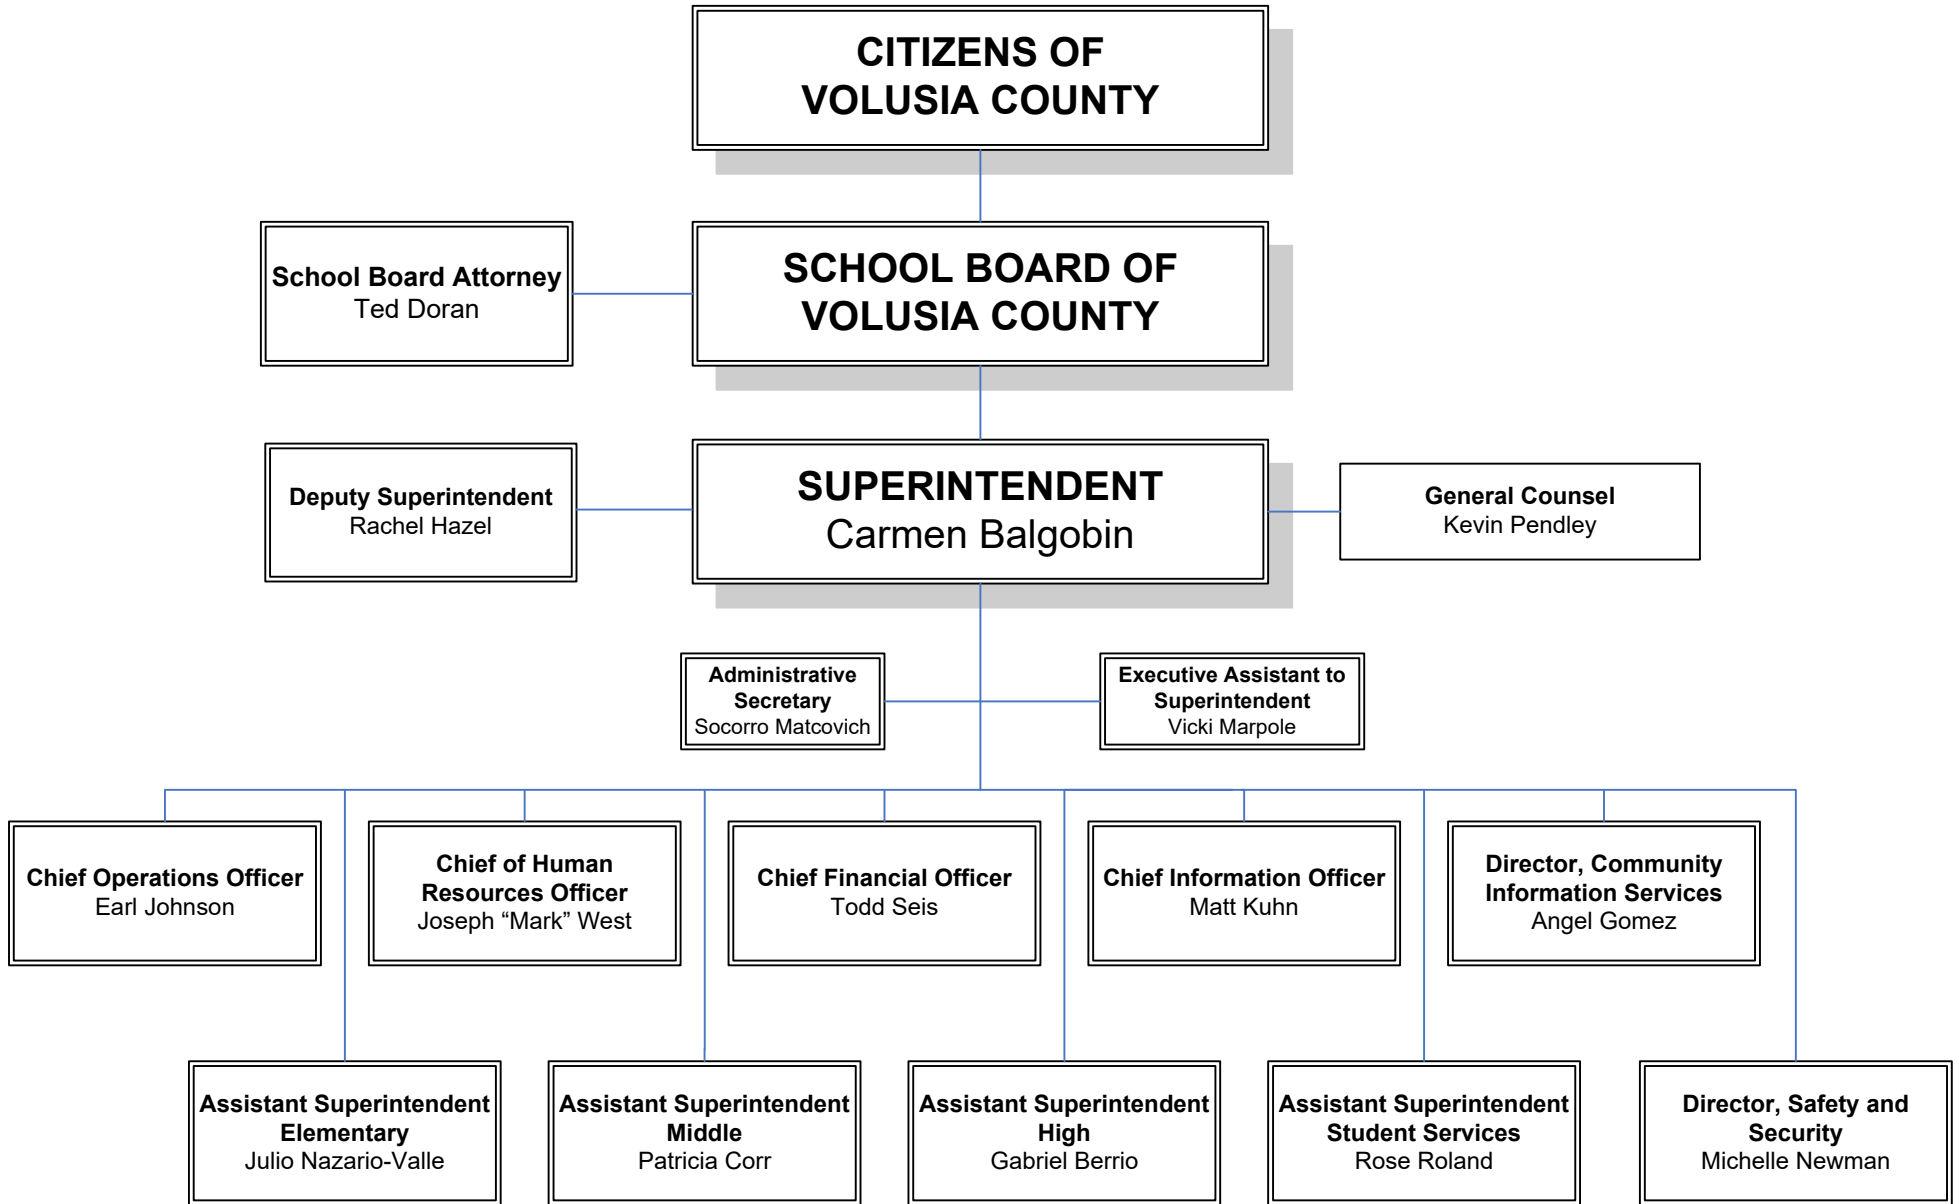 CITIZENS OF
VOLUSIA COUNTY
School Board Attorney
Ted Doran
SCHOOL BOARD OF
VOLUSIA COUNTY
Deputy Superintendent
Rachel Hazel
SUPERINTENDENT
Carmen Balgobin
General Counsel
Kevin Pendley
Administrative
Secretary
Socorro Matcovich
Executive Assistant to
Superintendent
Vicki Marpole
Chief Operations Officer
Earl Johnson
Chief of Human
Resources Officer
Joseph “Mark” West
Chief Financial Officer
Todd Seis
Chief Information Officer
Matt Kuhn
Director, Community
Information Services
Angel Gomez
Assistant Superintendent
Elementary
Julio Nazario-Valle
Assistant Superintendent
Middle
Patricia Corr
Assistant Superintendent
High
Gabriel Berrio
Assistant Superintendent
Student Services
Rose Roland
Director, Safety and
Security
Michelle Newman